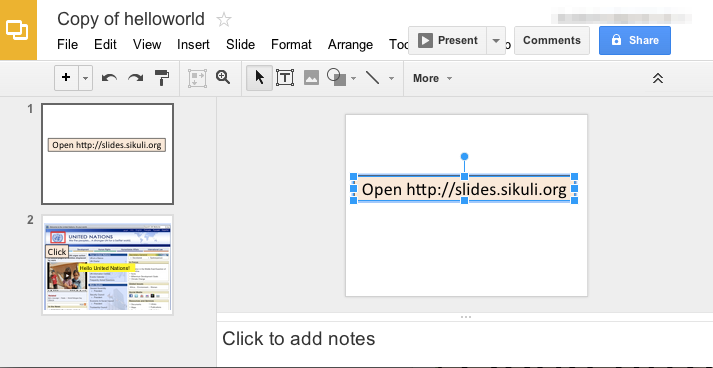 Copy of helloworld
File Edit View Insert Slide Format Arrange Too
Present
Comments
Share
More
1
Open http://slides.sikuli.org
2
UNITED NATIONS
Click
Hello United Nations!
Open http://slides.sikuli.org
Click to add notes